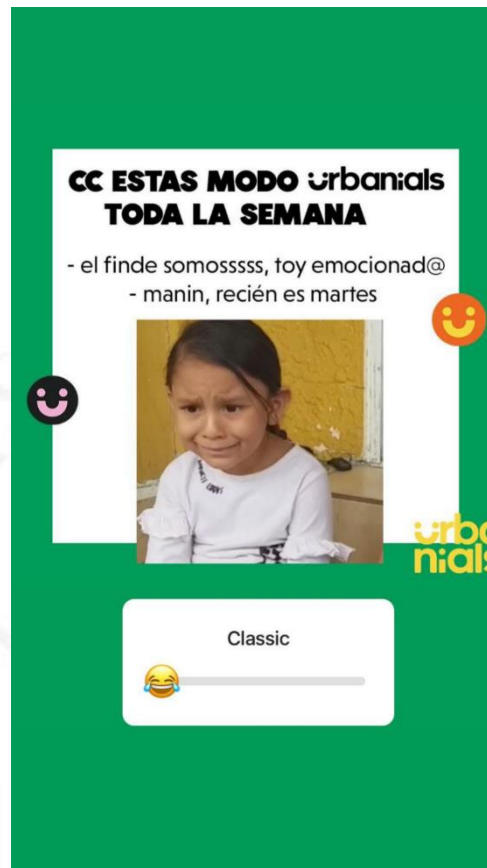 CC ESTAS MODO urbanials
TODA LA SEMANA
- el finde somosssss, toy emocionad@
- manin, recién es martes
urba
nials
Classic